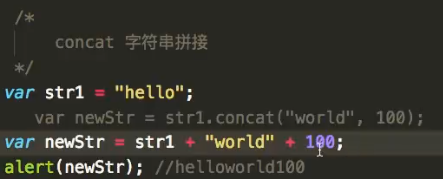 /*
concat 字符串拼接
*/
var str1 = "hello";
var newStr = str1.concat("world", 100);
var newStr = str1 + "world" + 100;
alert(newStr); //helloworld100